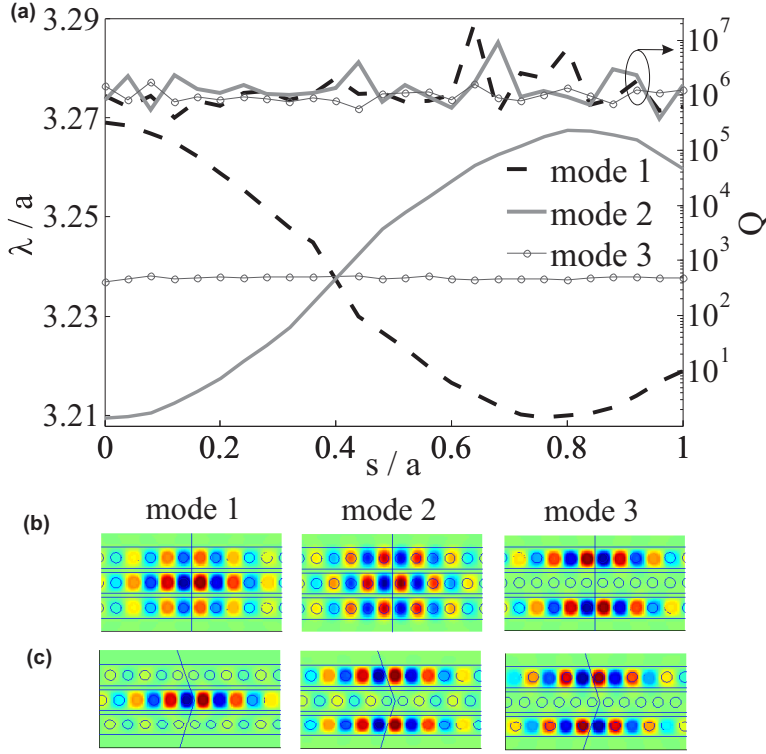 (a)
3.29
3.27
3.25
3.23
3.21
λ / a
0
0.2
0.4
0.6
0.8
1
s / a
10^7
10^6
10^5
10^4
10^3
10^2
10^1
Q
mode 1
mode 2
mode 3
mode 1 mode 2 mode 3
(b)
(c)